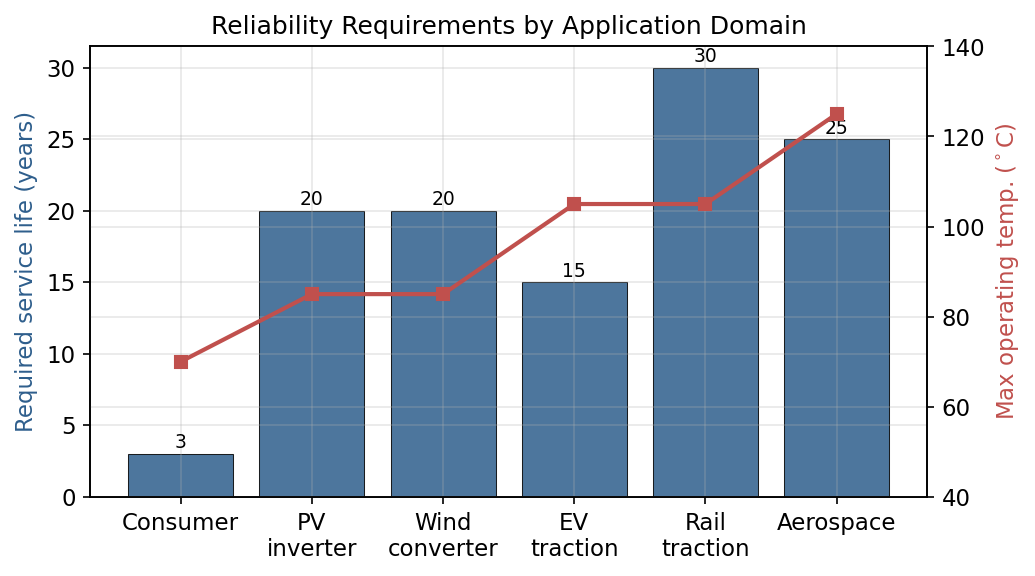 Reliability Requirements by Application Domain
Required service life (years)
30
25
20
15
10
5
0
3
20
20
15
30
25
140
120
100
80
60
40
Max operating temp. (°C)
Consumer
PV
inverter
Wind
converter
EV
traction
Rail
traction
Aerospace